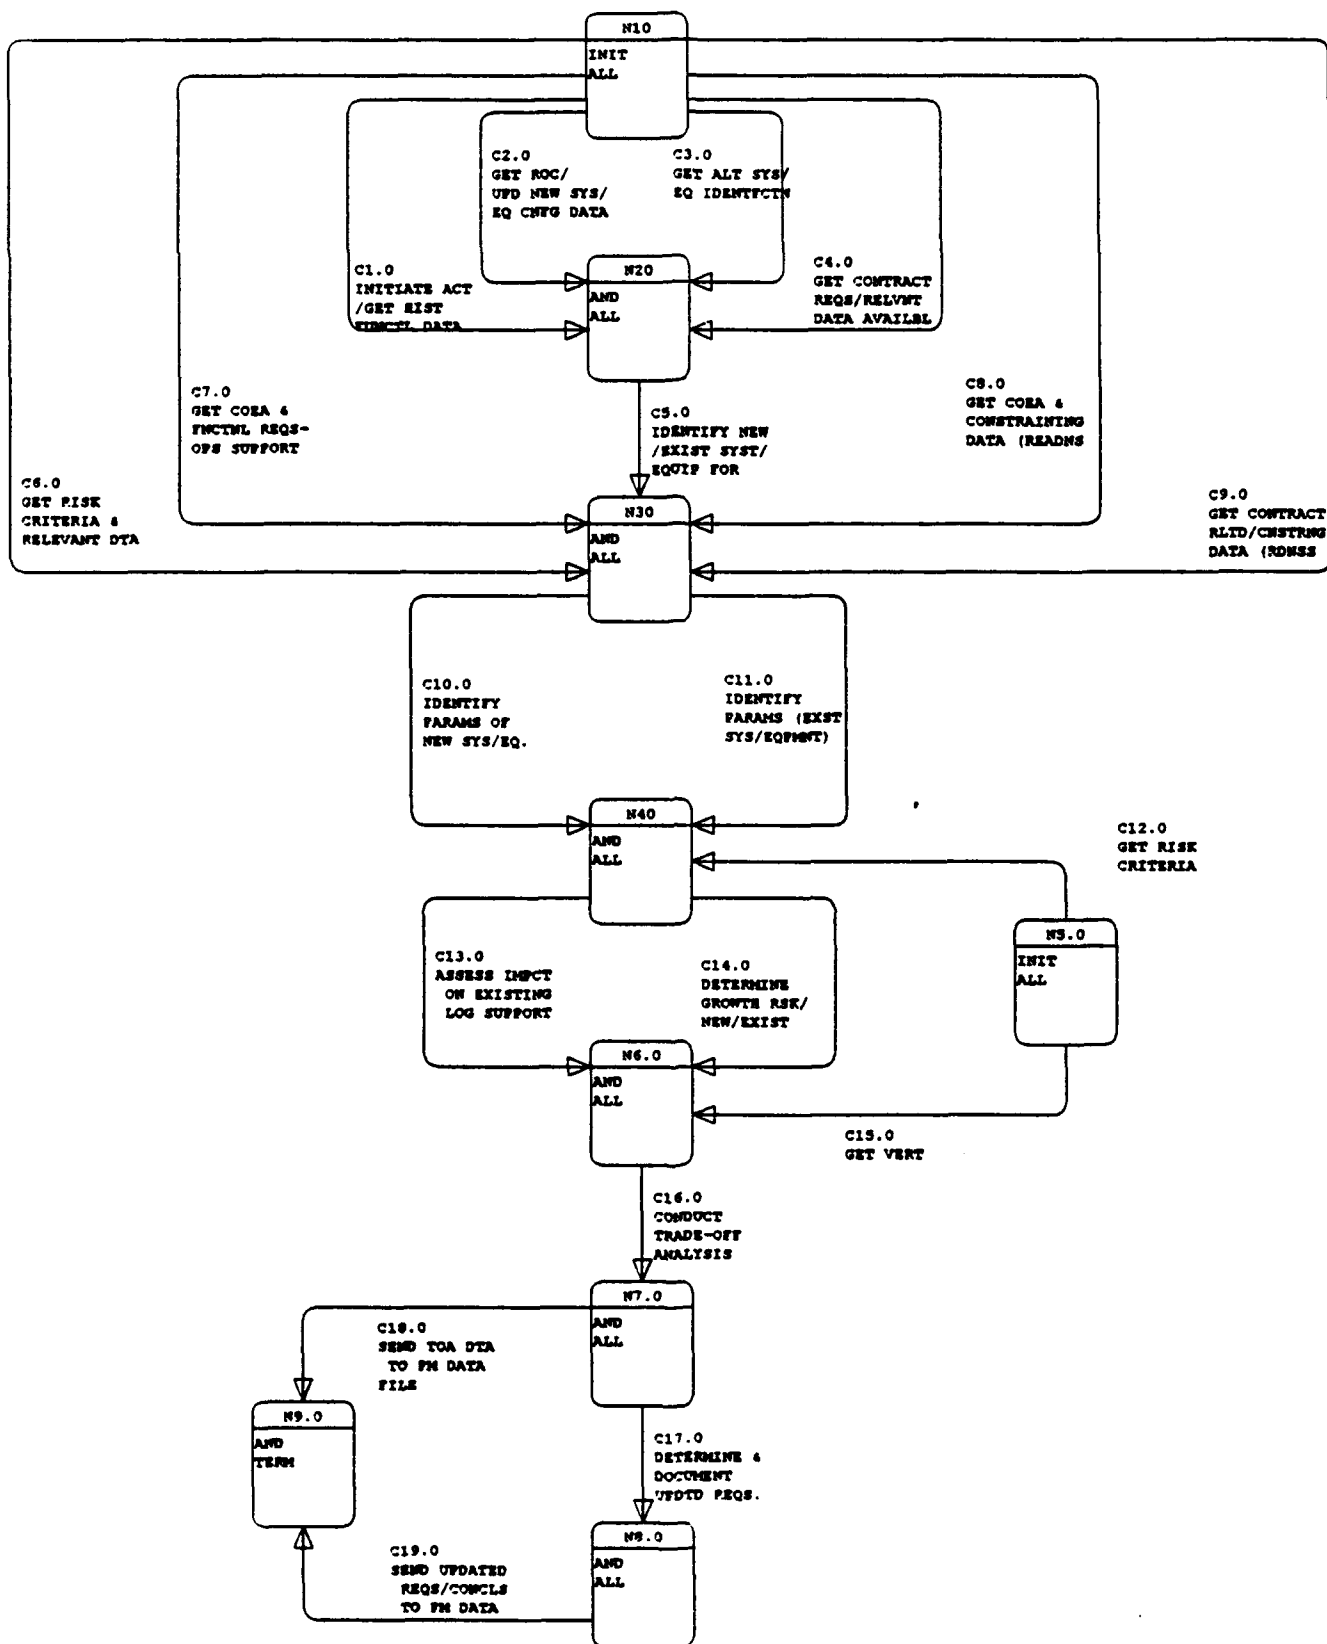 N10
INIT
ALL
C2.0
GET ROC/
UPD NEW SYS/
EQ CNFG DATA
C3.0
GET ALT SYS/
EQ IDENTFCTN
C1.0
INITIATE ACT
/GET EXIST
FUNCTL DATA
N20
AND
ALL
C4.0
GET CONTRACT
REQS/RELVNT
DATA AVAILBL
C7.0
GET COEA &
FNCTNL REQS-
OPS SUPPORT
C5.0
IDENTIFY NEW
/EXIST SYST/
EQUIP FOR
C8.0
GET COEA &
CONSTRAINING
DATA (READNS
C6.0
GET RISK
CRITERIA &
RELEVANT DTA
N30
AND
ALL
C9.0
GET CONTRACT
RLTD/CNSTRNG
DATA (RDNSS
C10.0
IDENTIFY
PARAMS OF
NEW SYS/EQ.
C11.0
IDENTIFY
PARAMS (EXST
SYS/EQPMNT)
N40
AND
ALL
C12.0
GET RISK
CRITERIA
C13.0
ASSESS IMPCT
ON EXISTING
LOG SUPPORT
C14.0
DETERMINE
GROWTH RSK/
NEW/EXIST
N5.0
INIT
ALL
N6.0
AND
ALL
C15.0
GET VERT
C16.0
CONDUCT
TRADE-OFF
ANALYSIS
N7.0
AND
ALL
C18.0
SEND TOA DTA
TO PM DATA
FILE
N9.0
AND
TERM
C17.0
DETERMINE &
DOCUMENT
UPDTD REQS.
N8.0
AND
ALL
C19.0
SEND UPDATED
REQS/CONCLS
TO PM DATA